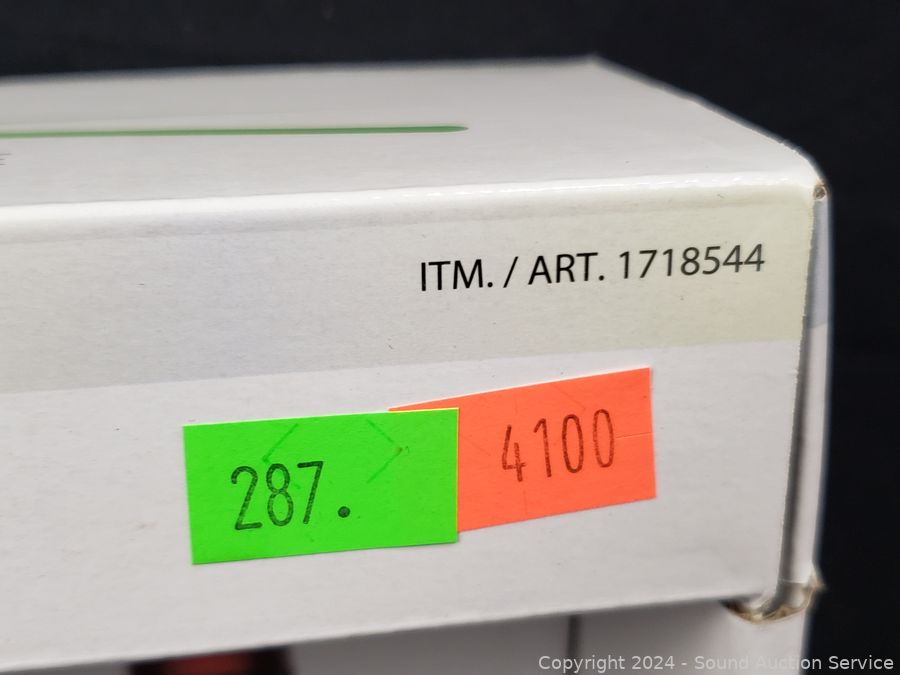 ITM. / ART. 1718544
4100
287.
Copyright © 2024 - Sound Auction Service